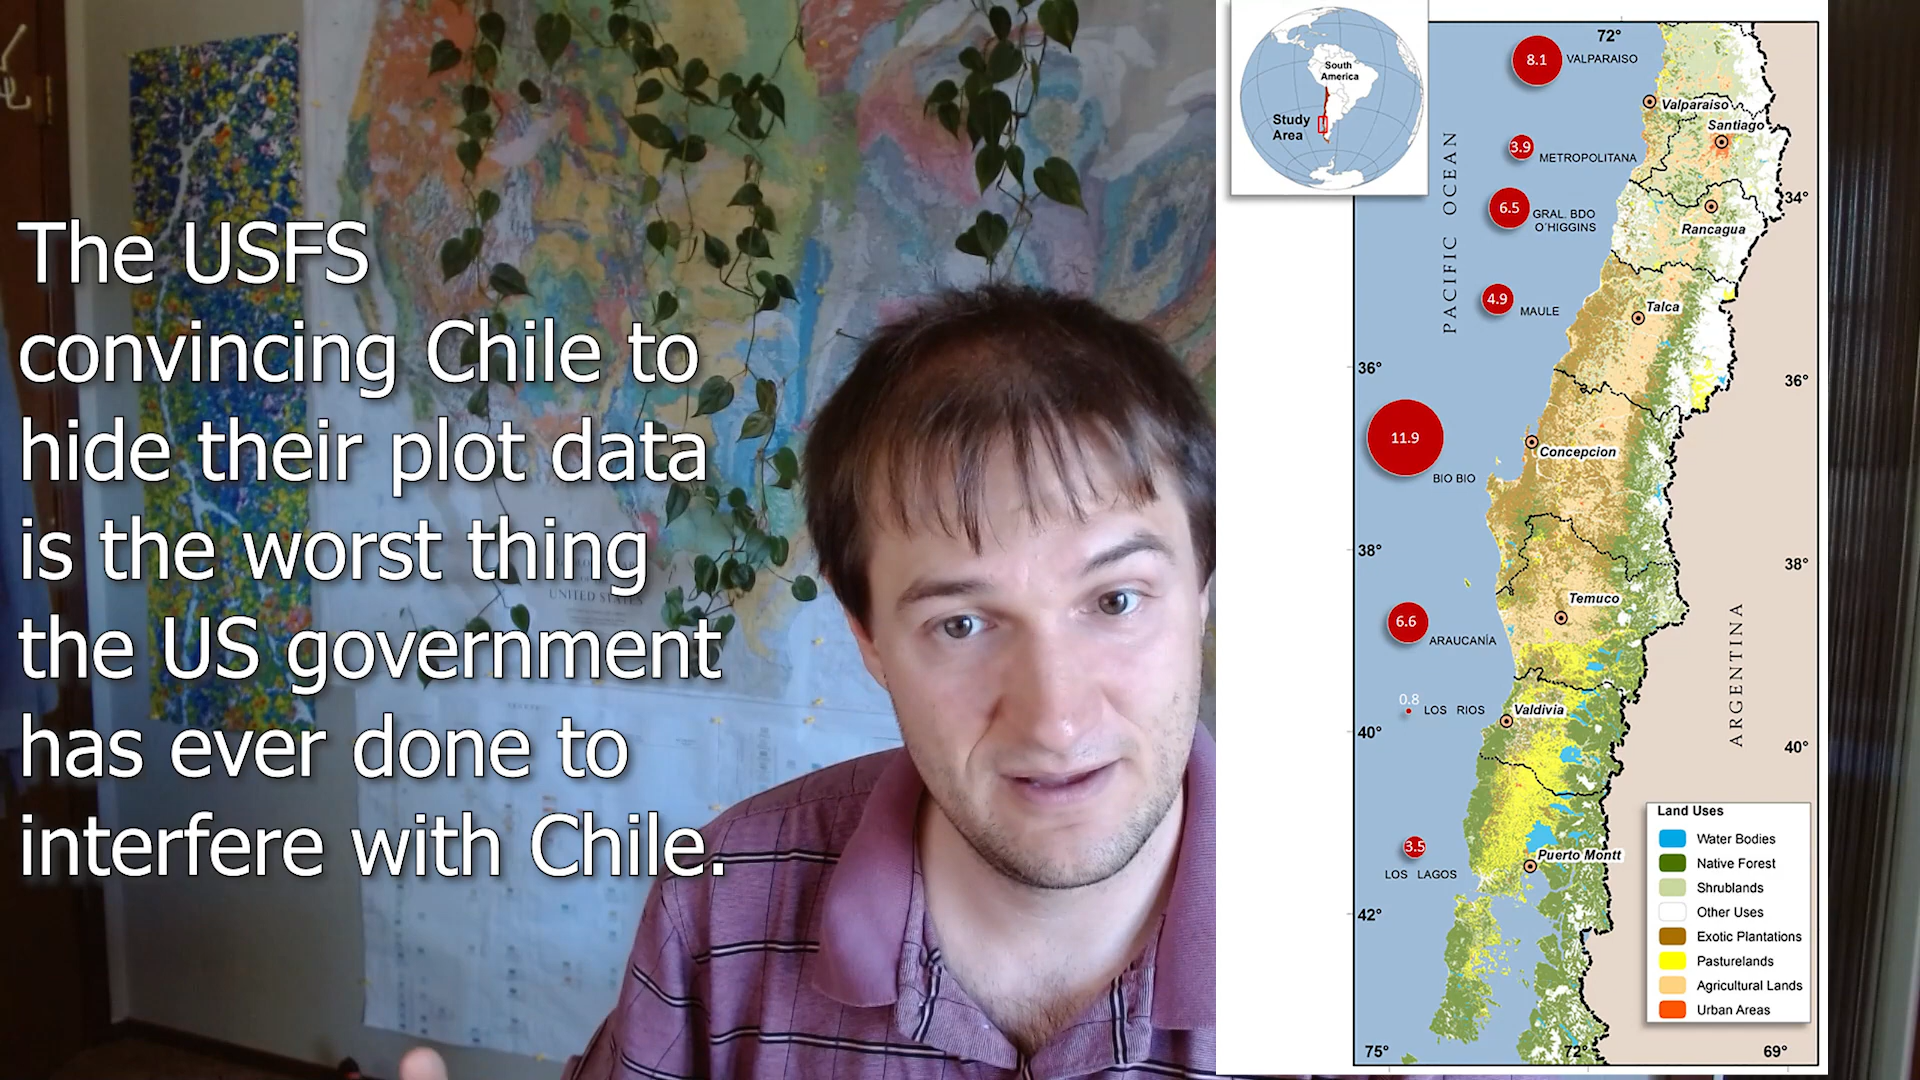 The USFS
convincing Chile to
hide their plot data
is the worst thing
the US government
has ever done to
interfere with Chile.
UNITED STATES
South
America
Study
Area
72°
8.1 VALPARAISO
Valparaiso
Santiago
3.9 METROPOLITANA
34°
6.5 GRAL. BDO
O´HIGGINS
Rancagua
PACIFIC OCEAN
4.9 MAULE
Talca
36°
36°
11.9
BIO BIO
Concepcion
38°
38°
Temuco
6.6
ARAUCANÍA
0.8
LOS RIOS
Valdivia
ARGENTINA
40°
40°
3.5
LOS LAGOS
Puerto Montt
42°
Land Uses
Water Bodies
Native Forest
Shrublands
Other Uses
Exotic Plantations
Pasturelands
Agricultural Lands
Urban Areas
75°
72°
69°